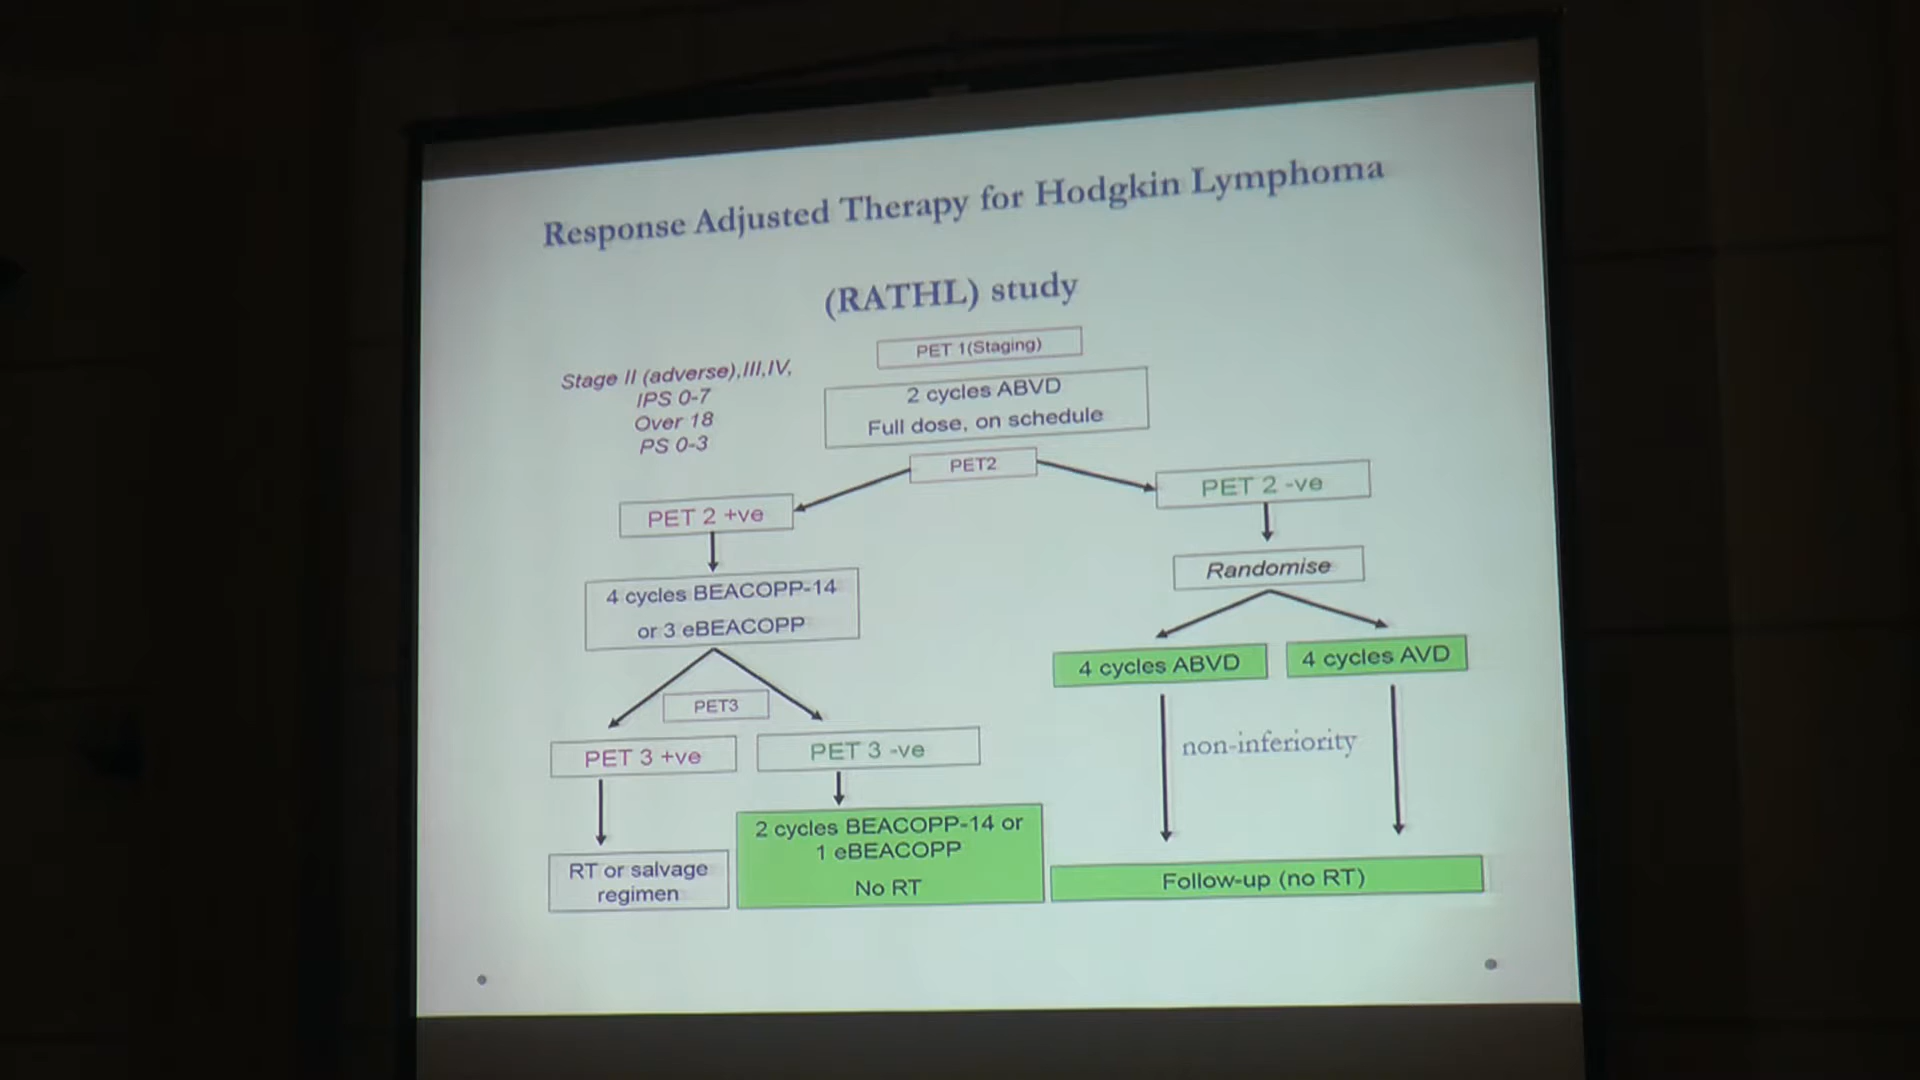 Response Adjusted Therapy for Hodgkin Lymphoma
(RATHL) study
PET 1(Staging)
Stage II (adverse),III,IV,
IPS 0-7
Over 18
PS 0-3
2 cycles ABVD
Full dose, on schedule
PET2
PET 2 +ve
PET 2 -ve
4 cycles BEACOPP-14
or 3 eBEACOPP
Randomise
4 cycles ABVD
4 cycles AVD
PET3
PET 3 +ve
PET 3 -ve
non-inferiority
RT or salvage
regimen
2 cycles BEACOPP-14 or
1 eBEACOPP
No RT
Follow-up (no RT)